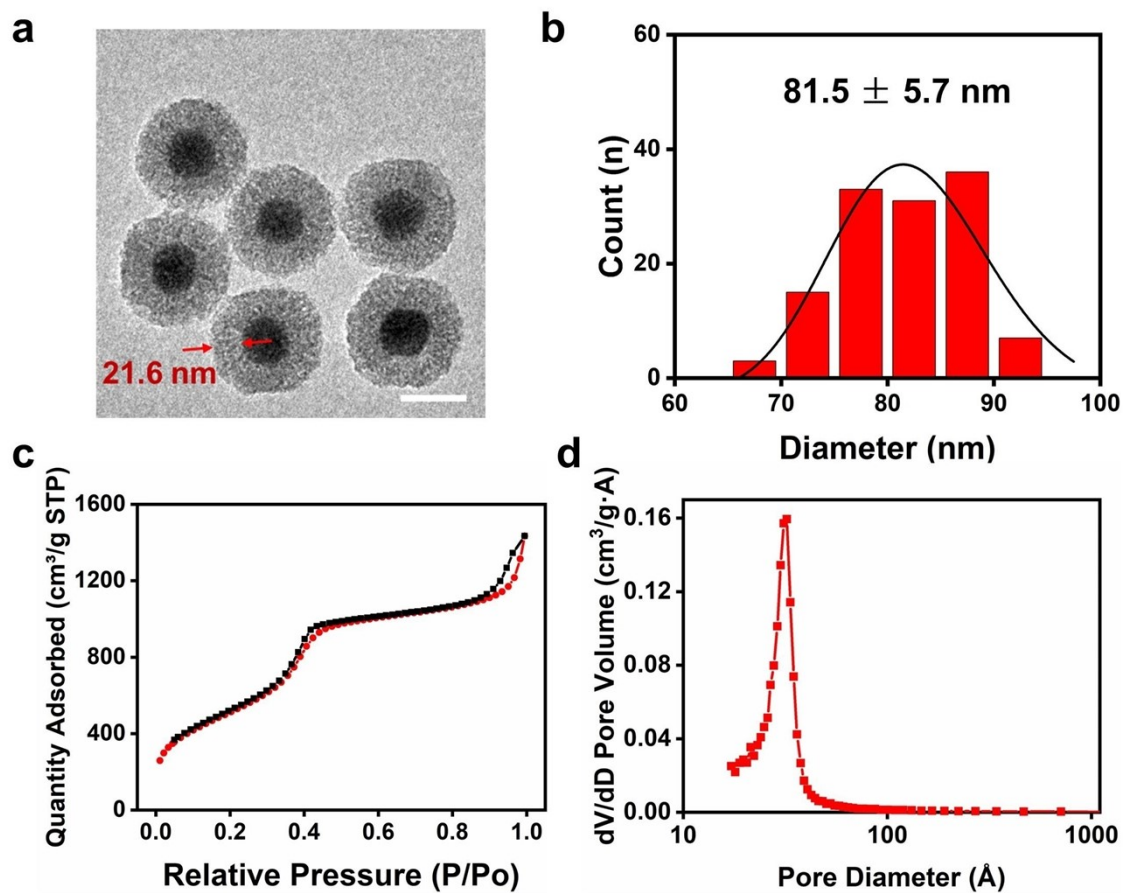 a
21.6 nm
b
81.5 ± 5.7 nm
Count (n)
60
40
20
0
60 70 80 90 100
Diameter (nm)
c
Quantity Adsorbed (cm³/g STP)
1600
1200
800
400
0
0.0 0.2 0.4 0.6 0.8 1.0
Relative Pressure (P/Po)
d
dV/dD Pore Volume (cm³/g·A)
0.16
0.12
0.08
0.04
0.00
10 100 1000
Pore Diameter (Å)